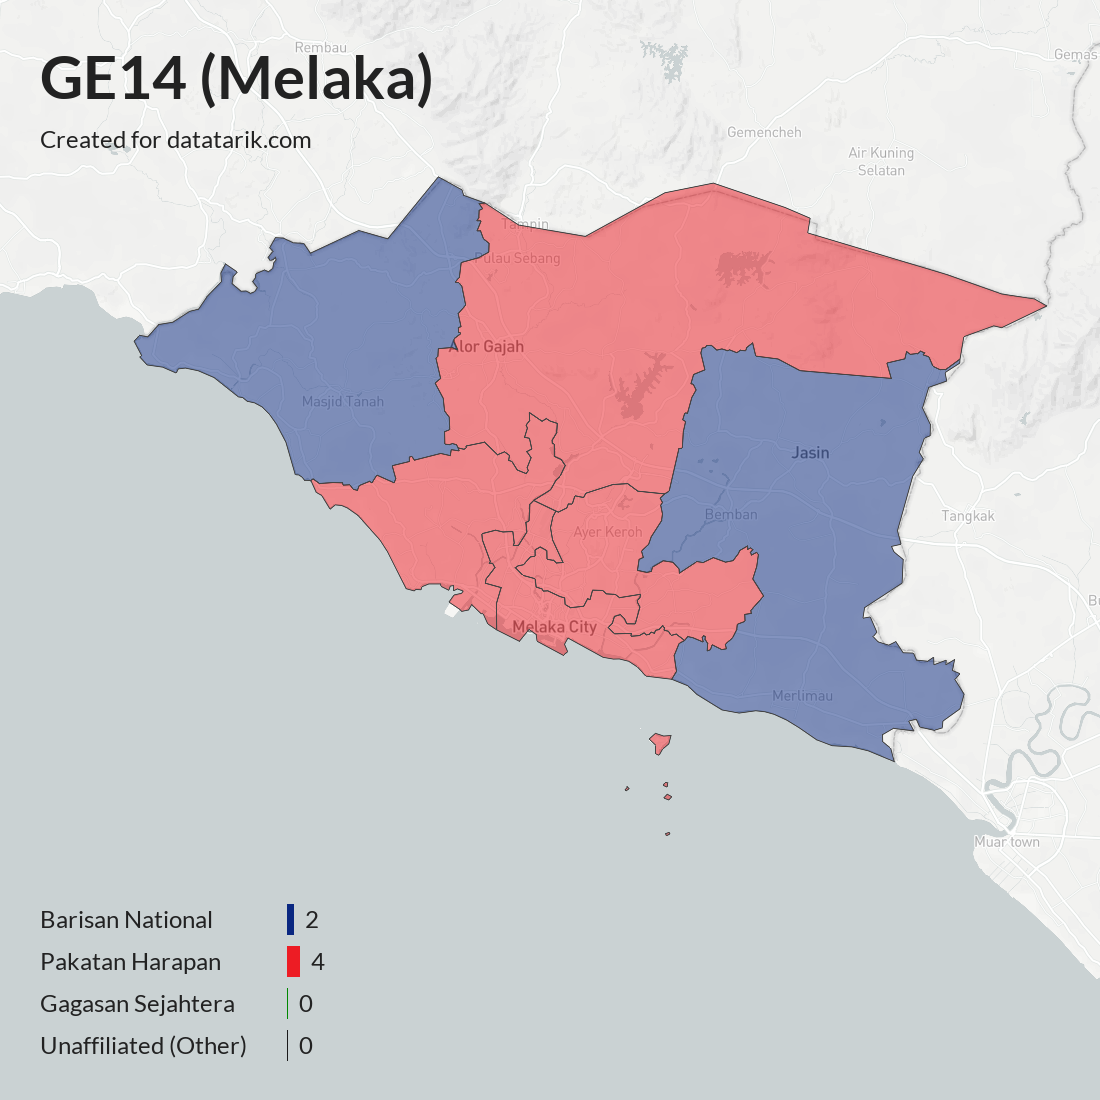 Rembau
GE14 (Melaka)
Gemas
Created for datatarik.com
Gemencheh
Air Kuning
Selatan
Tampin
Pulau Sebang
Alor Gajah
Masjid Tanah
Jasin
Bemban
Tangkak
Ayer Keroh
Melaka City
Merlimau
Muar town
Barisan National 2
Pakatan Harapan 4
Gagasan Sejahtera 0
Unaffiliated (Other) 0